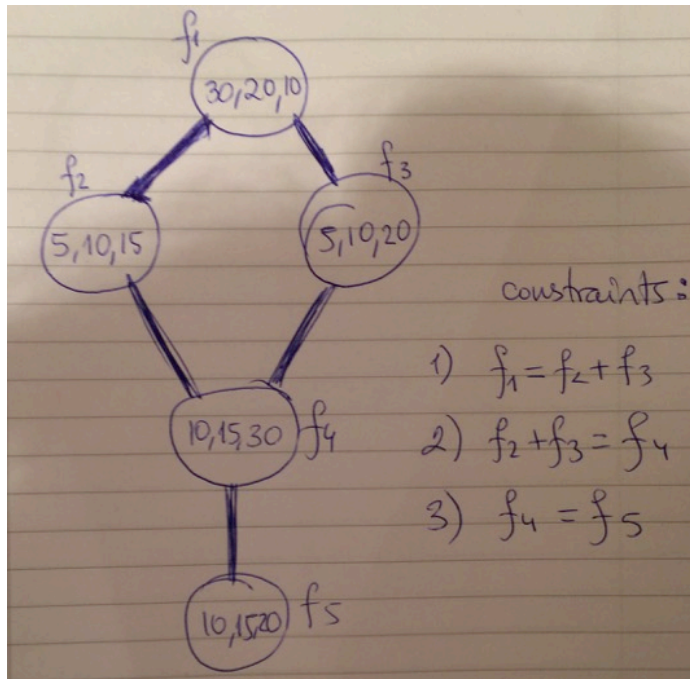 f1
30,20,10
f2
f3
5,10,15
5,10,20
constraints:
1) f1 = f2 + f3
10,15,30 f4
2) f2 + f3 = f4
3) f4 = f5
10,15,20 f5